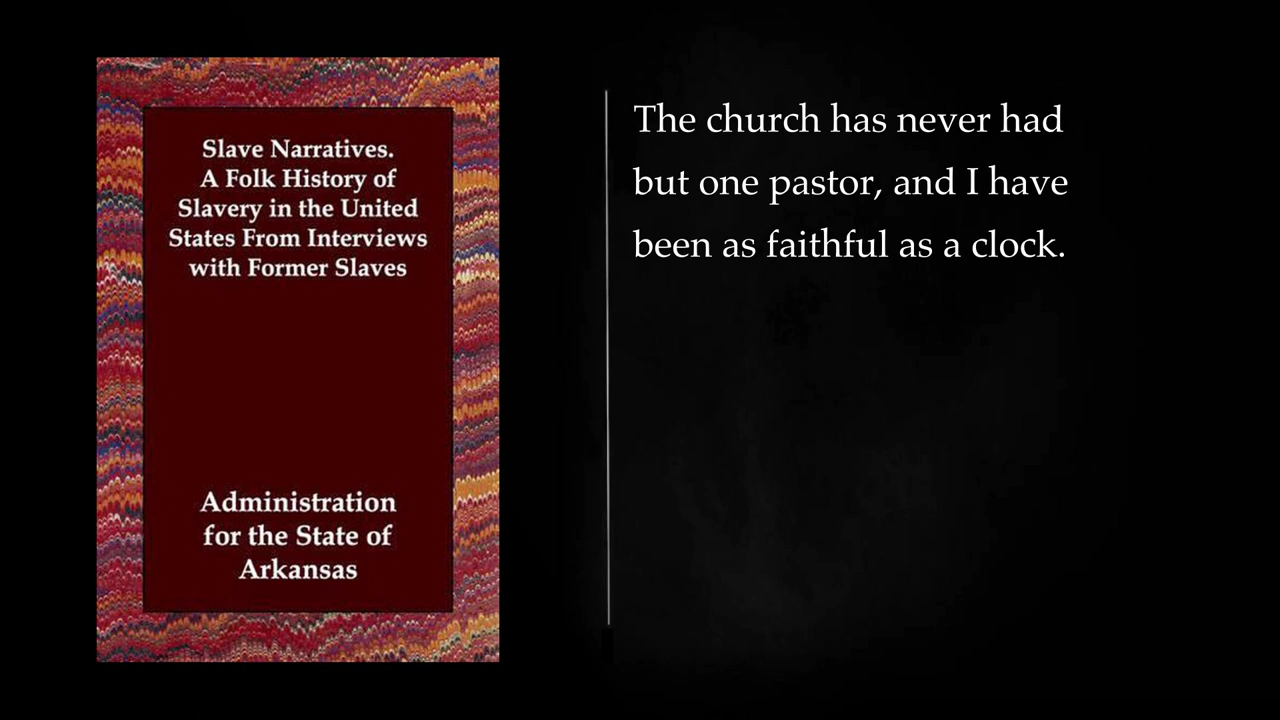 Slave Narratives.
A Folk History of
Slavery in the United
States From Interviews
with Former Slaves
Administration
for the State of
Arkansas
The church has never had
but one pastor, and I have
been as faithful as a clock.